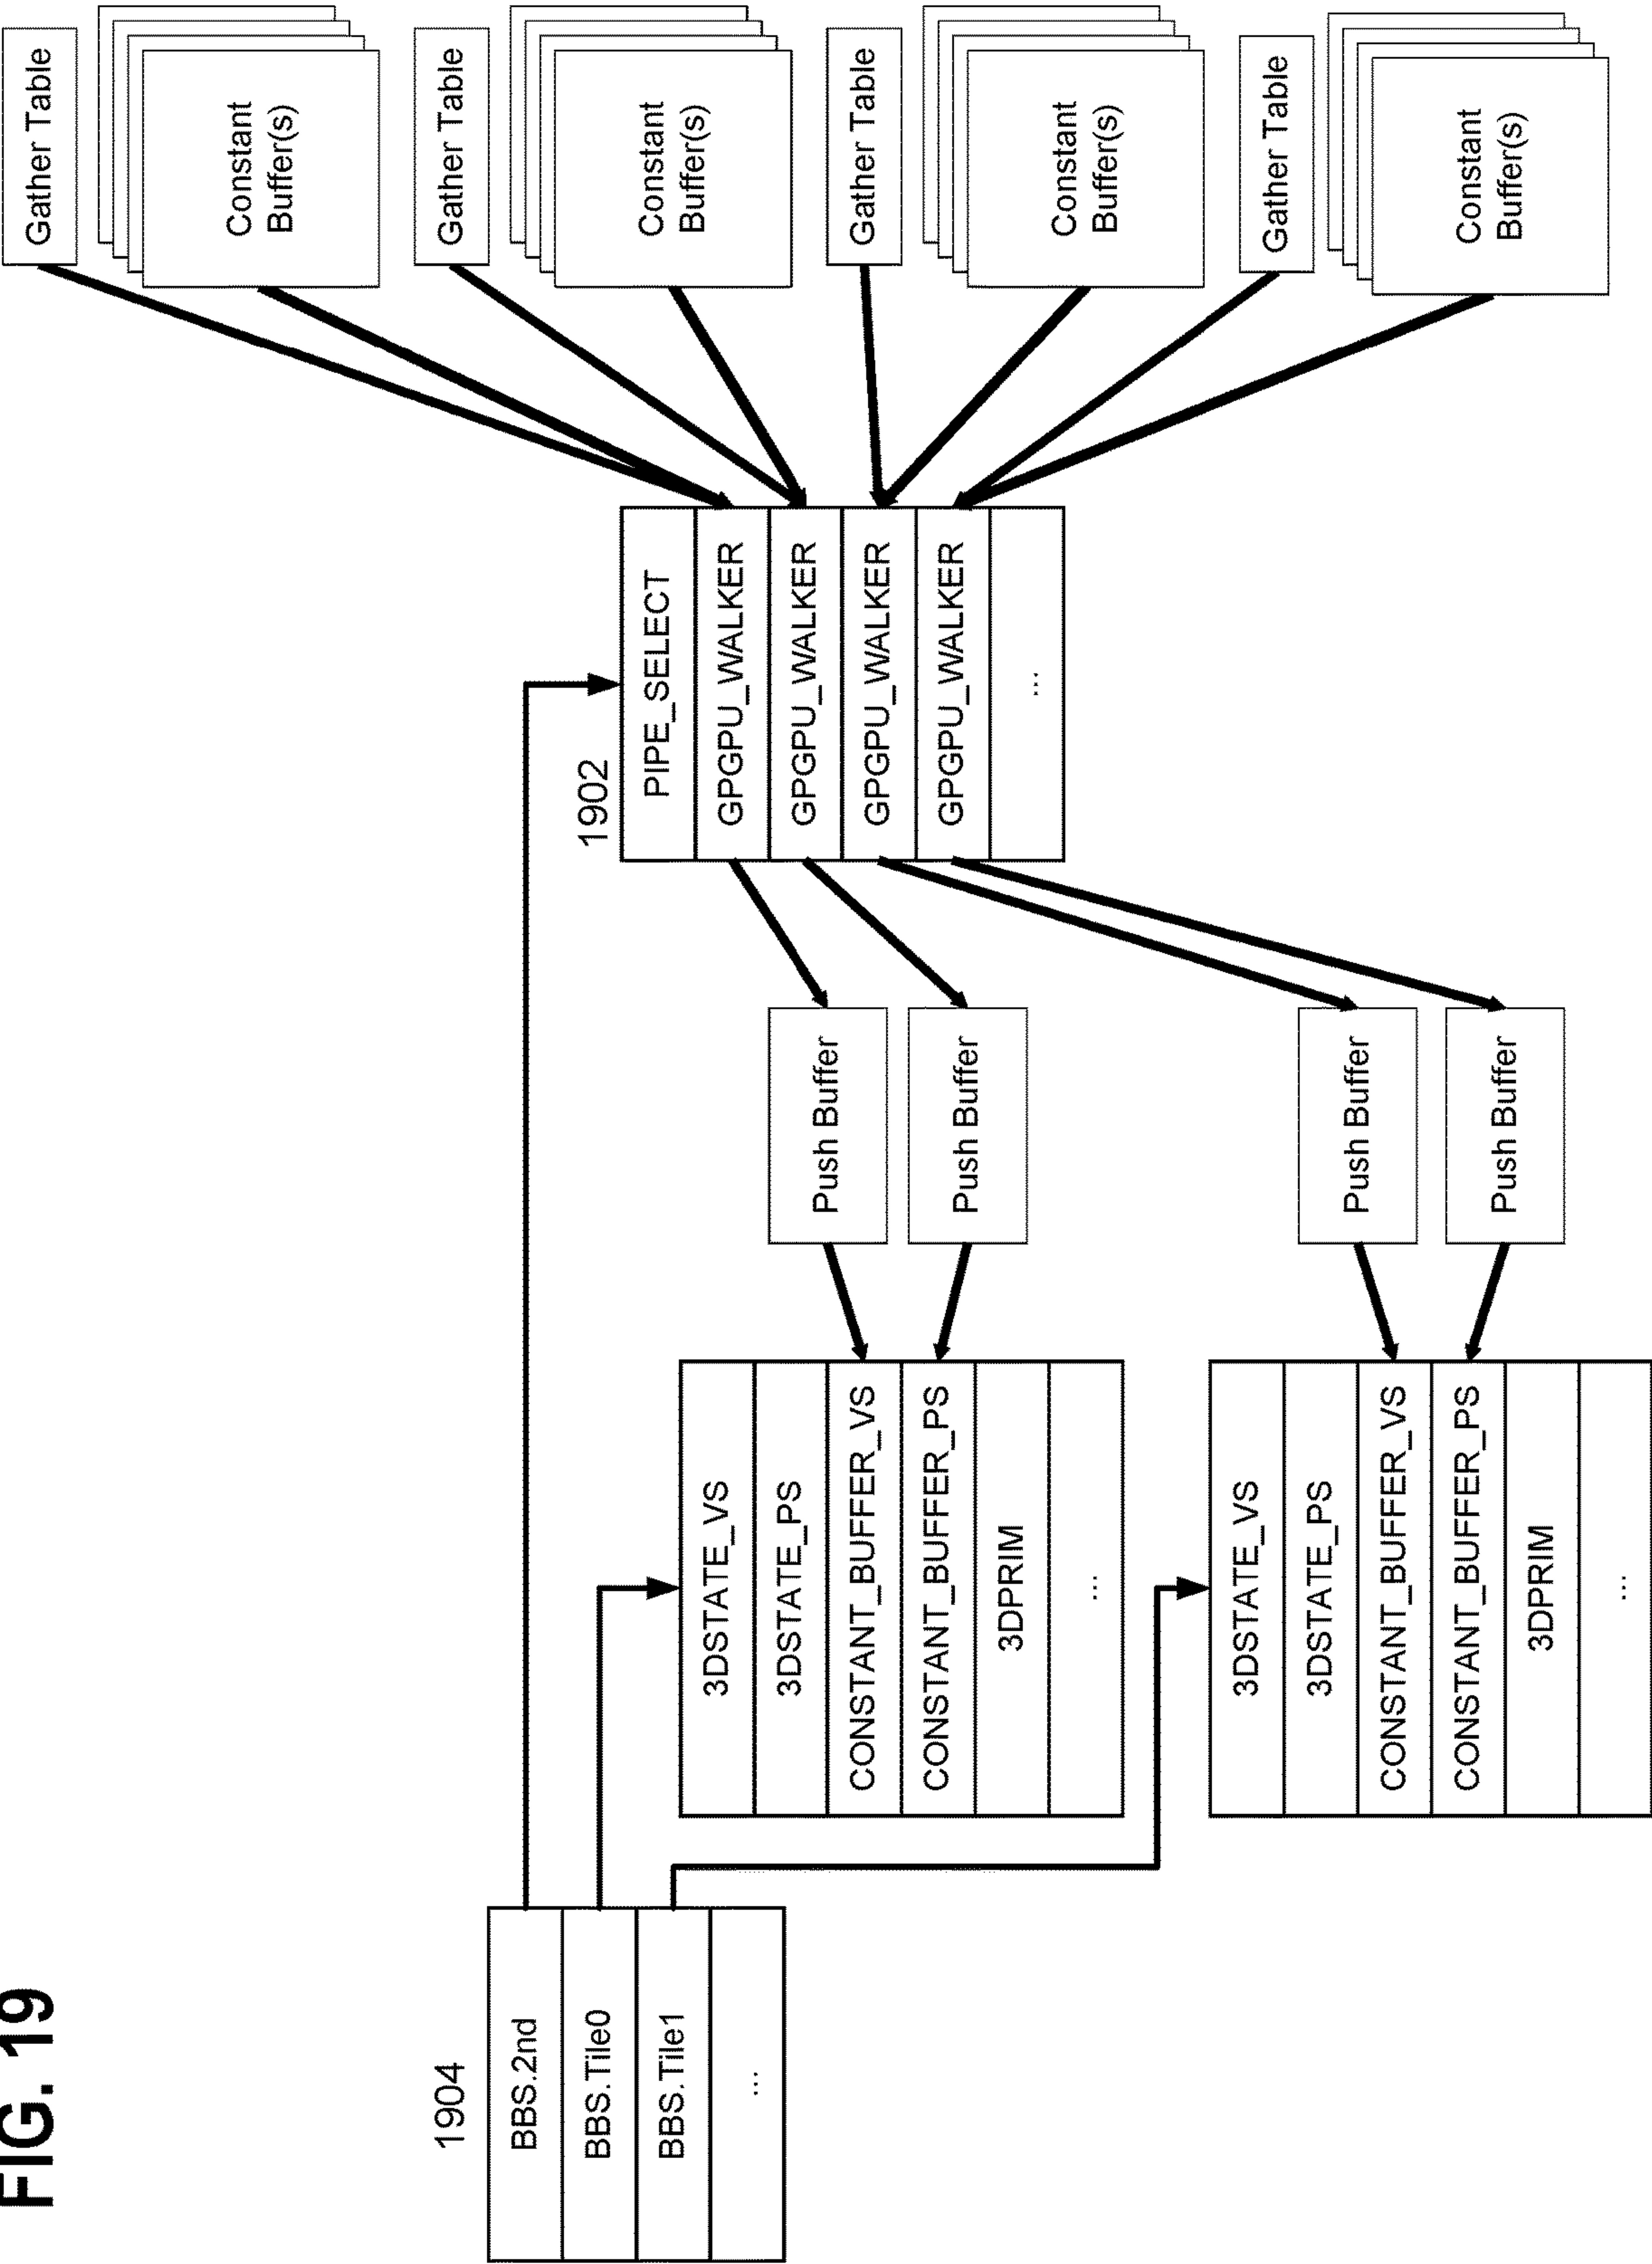 FIG. 19
1904
BBS.2nd
BBS.Tile0
BBS.Tile1
...
3DSTATE_VS
3DSTATE_PS
CONSTANT_BUFFER_VS
CONSTANT_BUFFER_PS
3DPRIM
...
3DSTATE_VS
3DSTATE_PS
CONSTANT_BUFFER_VS
CONSTANT_BUFFER_PS
3DPRIM
...
Push Buffer
Push Buffer
Push Buffer
Push Buffer
1902
PIPE_SELECT
GPGPU_WALKER
GPGPU_WALKER
GPGPU_WALKER
GPGPU_WALKER
...
Gather Table
Constant
Buffer(s)
Gather Table
Constant
Buffer(s)
Gather Table
Constant
Buffer(s)
Gather Table
Constant
Buffer(s)